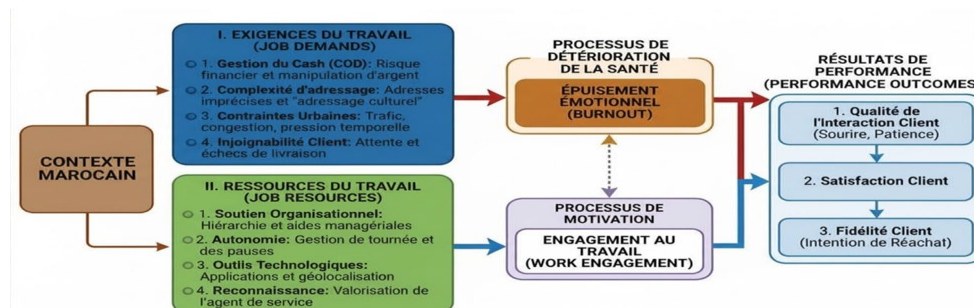 CONTEXTE
MAROCAIN
I. EXIGENCES DU TRAVAIL
(JOB DEMANDS)
1. Gestion du Cash (COD): Risque
financier et manipulation d'argent
2. Complexité d'adressage: Adresses
imprécises et "adressage culturel"
3. Contraintes Urbaines: Trafic,
congestion, pression temporelle
4. Injoignabilité Client: Attente et
échecs de livraison
II. RESSOURCES DU TRAVAIL
(JOB RESOURCES)
1. Soutien Organisationnel:
Hiérarchie et aides managériales
2. Autonomie: Gestion de tournée et
des pauses
3. Outils Technologiques:
Applications et géolocalisation
4. Reconnaissance: Valorisation de
l'agent de service
PROCESSUS DE
DÉTÉRIORATION
DE LA SANTÉ
ÉPUISEMENT
ÉMOTIONNEL
(BURNOUT)
PROCESSUS DE
MOTIVATION
ENGAGEMENT AU
TRAVAIL
(WORK ENGAGEMENT)
RÉSULTATS DE
PERFORMANCE
(PERFORMANCE OUTCOMES)
1. Qualité de
l'Interaction Client
(Sourire, Patience)
2. Satisfaction Client
3. Fidélité Client
(Intention de Réachat)